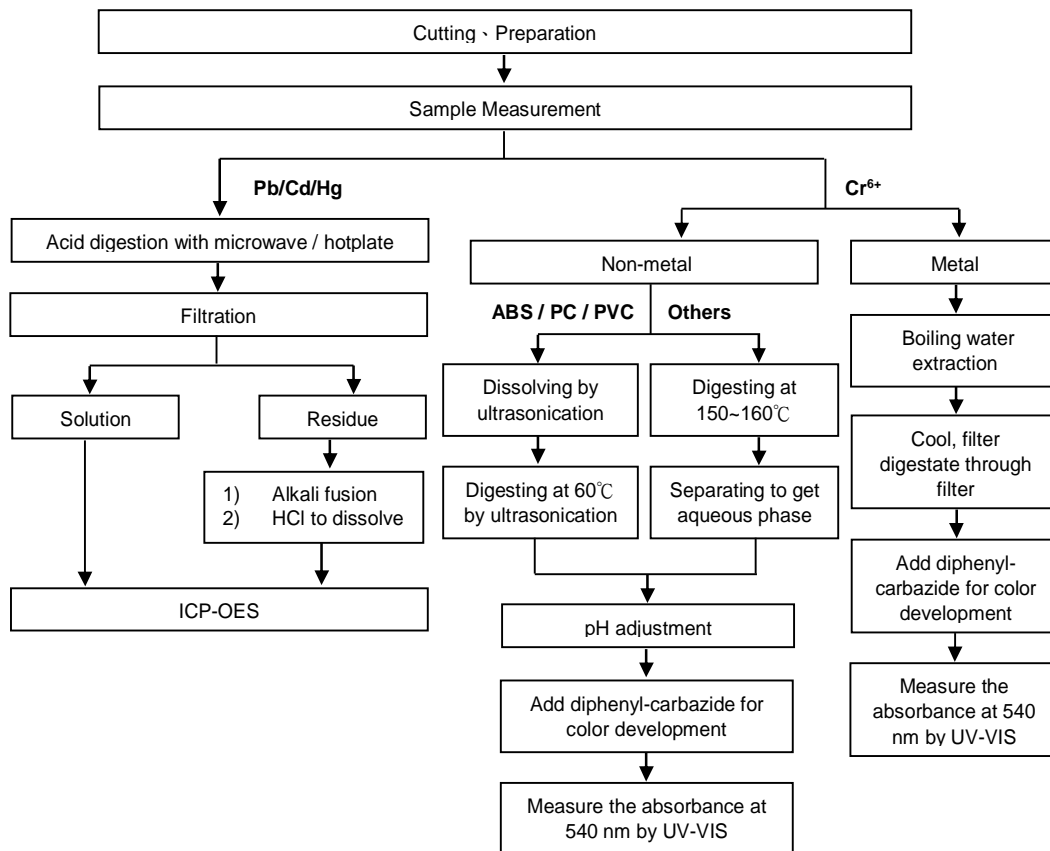 Cutting、Preparation
Sample Measurement
Pb/Cd/Hg
Cr⁶⁺
Acid digestion with microwave / hotplate
Filtration
Solution
Residue
1) Alkali fusion
2) HCl to dissolve
ICP-OES
Non-metal
ABS / PC / PVC
Others
Dissolving by
ultrasonication
Digesting at 60℃
by ultrasonication
Digesting at
150~160℃
Separating to get
aqueous phase
pH adjustment
Add diphenyl-carbazide for
color development
Measure the absorbance at
540 nm by UV-VIS
Metal
Boiling water
extraction
Cool, filter
digestate through
filter
Add diphenyl-
carbazide for color
development
Measure the
absorbance at 540
nm by UV-VIS